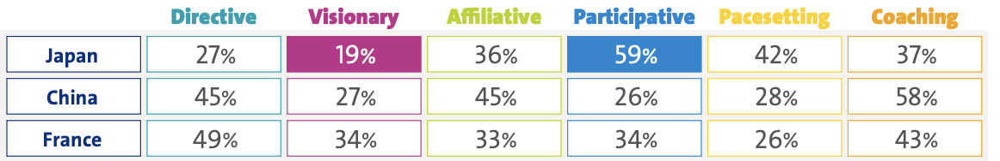 Directive Visionary Affiliative Participative Pacesetting Coaching
Japan 27% 19% 36% 59% 42% 37%
China 45% 27% 45% 26% 28% 58%
France 49% 34% 33% 34% 26% 43%